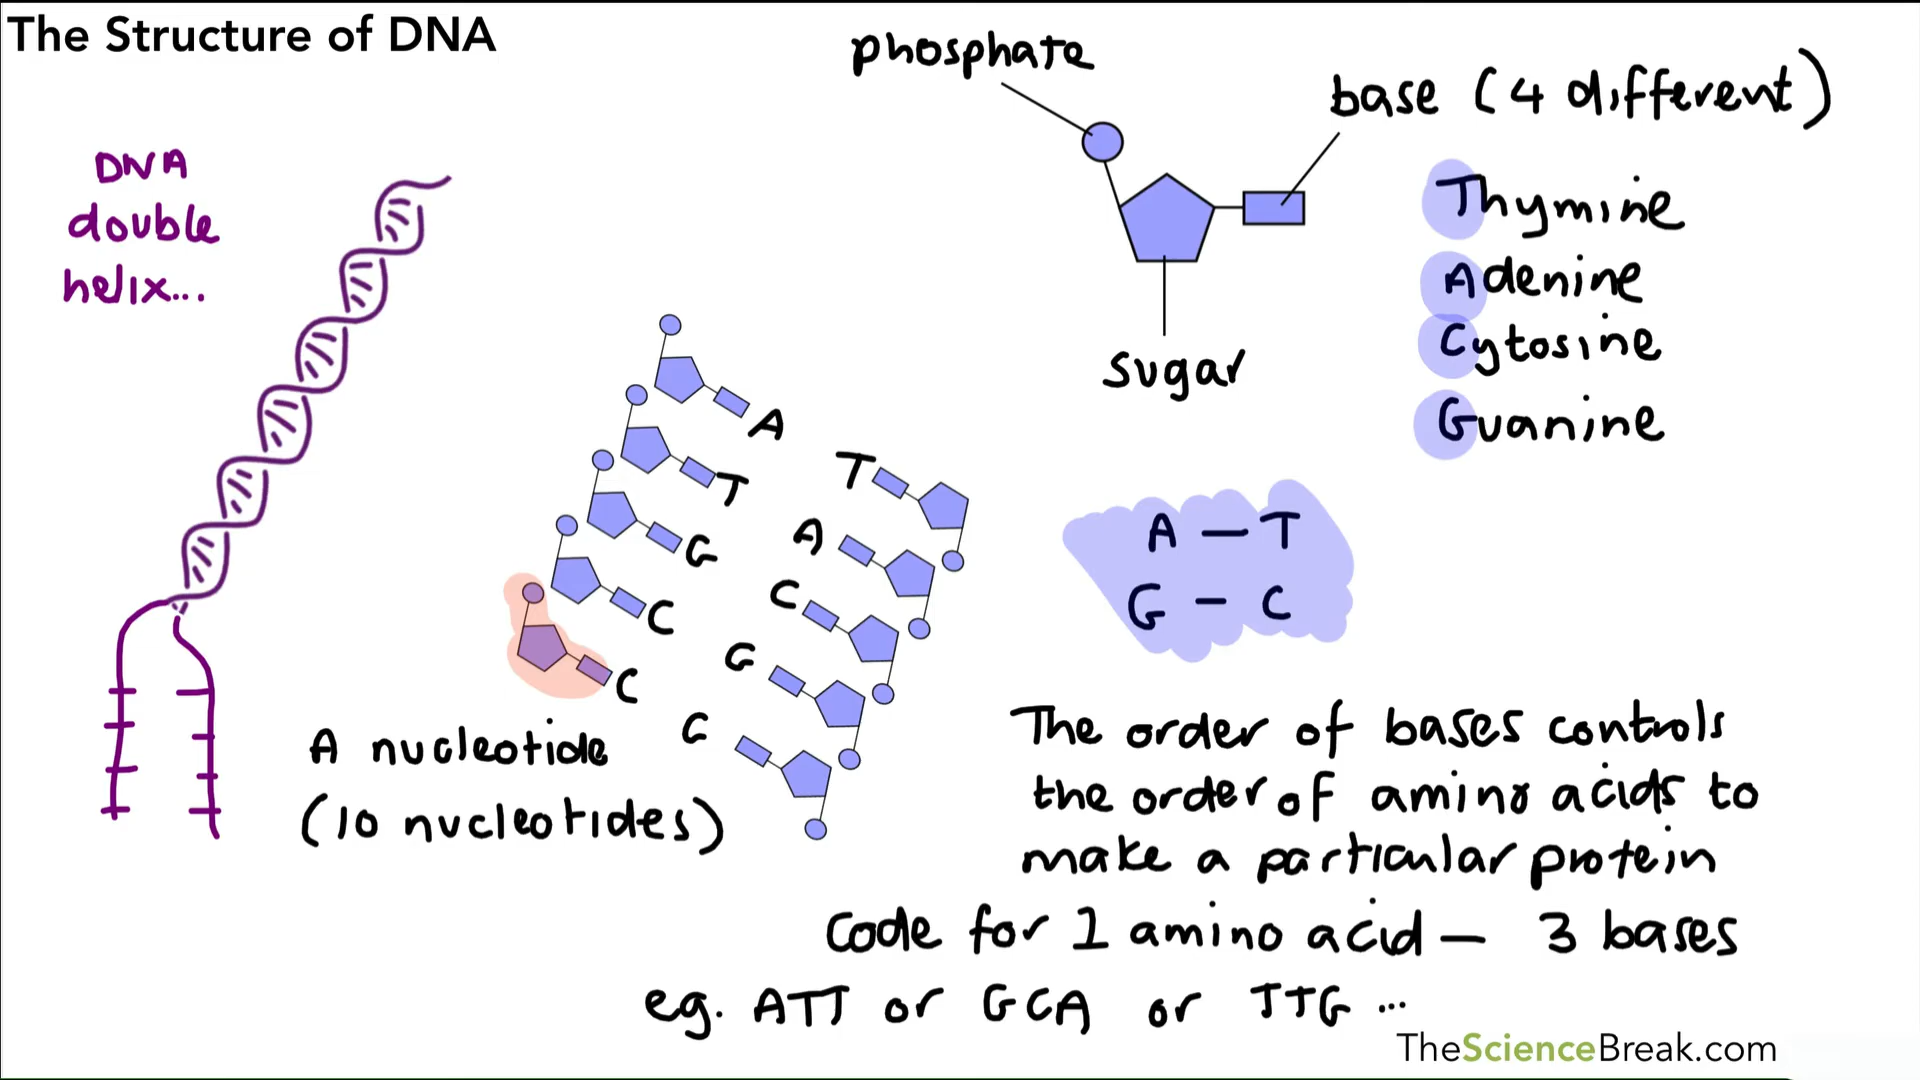 The Structure of DNA
phosphate
base (4 different)
DNA
double
helix...
Thymine
Adenine
Cytosine
Guanine
sugar
A
T
G
C
C
T
A
C
G
G
A – T
G – C
A nucleotide
(10 nucleotides)
The order of bases controls
the order of amino acids to
make a particular protein
Code for 1 amino acid – 3 bases
eg. ATT or GCA or TTG ...
TheScienceBreak.com